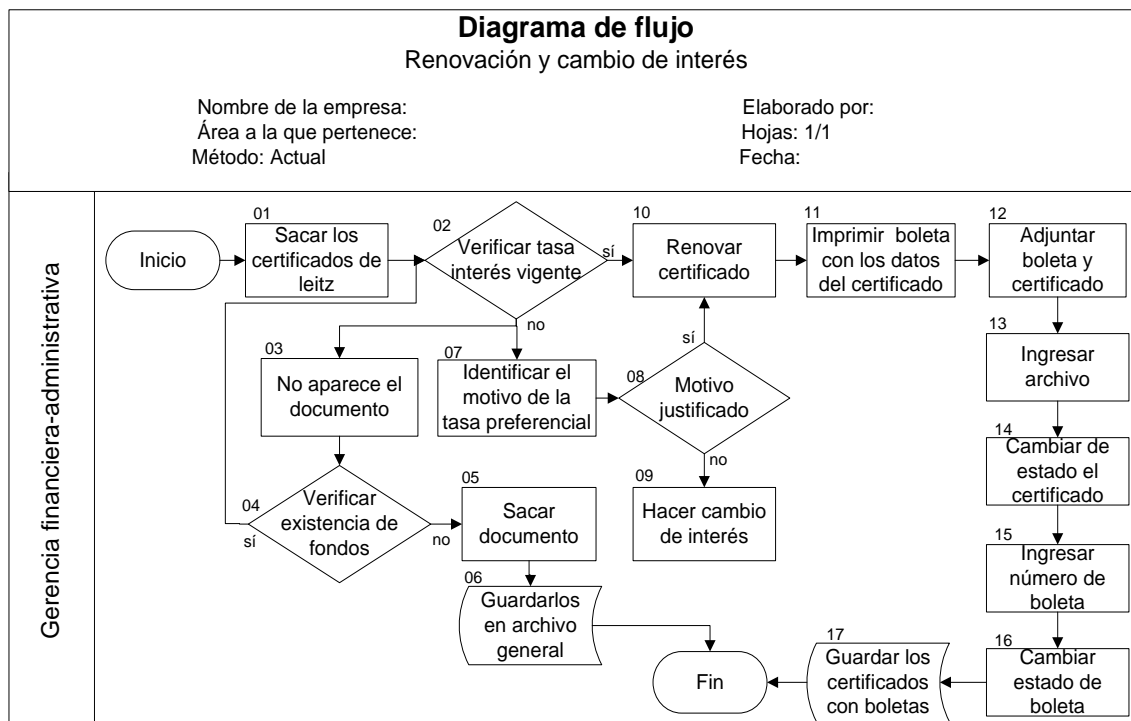 Diagrama de flujo
Renovación y cambio de interés
Nombre de la empresa:
Área a la que pertenece:
Método: Actual
Elaborado por:
Hojas: 1/1
Fecha:
Gerencia financiera-administrativa
Inicio
01
Sacar los
certificados de
leitz
02
Verificar tasa
interés vigente
sí
no
03
No aparece el
documento
04
Verificar
existencia de
fondos
sí
no
05
Sacar
documento
06
Guardarlos
en archivo
general
07
Identificar el
motivo de la
tasa preferencial
08
Motivo
justificado
sí
no
09
Hacer cambio
de interés
10
Renovar
certificado
11
Imprimir boleta
con los datos
del certificado
12
Adjuntar
boleta y
certificado
13
Ingresar
archivo
14
Cambiar de
estado el
certificado
15
Ingresar
número de
boleta
16
Cambiar
estado de
boleta
17
Guardar los
certificados
con boletas
Fin